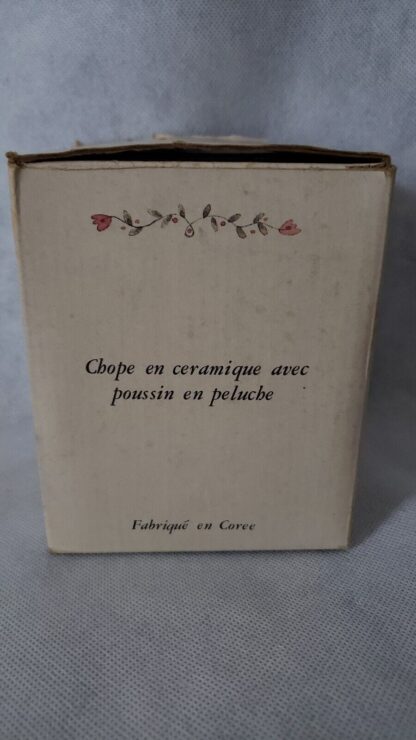 Chope en ceramique avec
poussin en peluche
Fabriqué en Coree